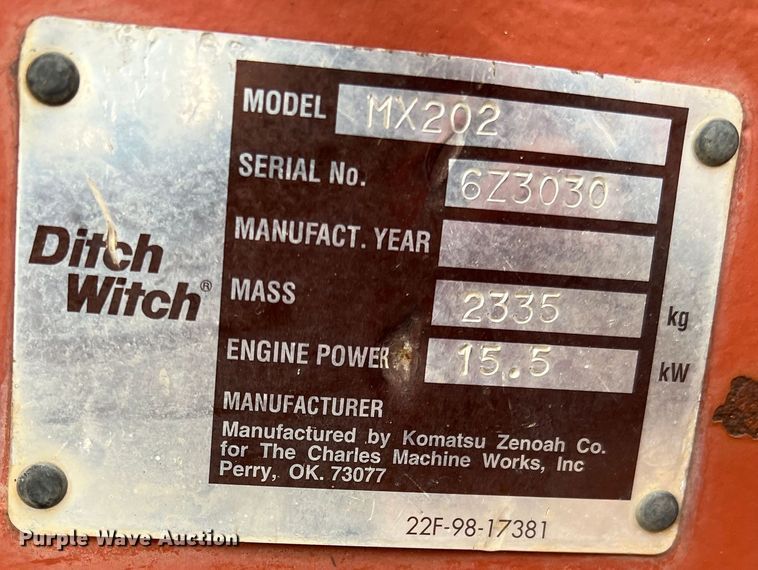 Ditch
Witch®
MODEL MX202
SERIAL No. 6Z3030
MANUFACT. YEAR
MASS 2335 kg
ENGINE POWER 15.5 kW
MANUFACTURER
Manufactured by Komatsu Zenoah Co.
for The Charles Machine Works, Inc
Perry, OK. 73077
22F-98-17381
Purple Wave Auction